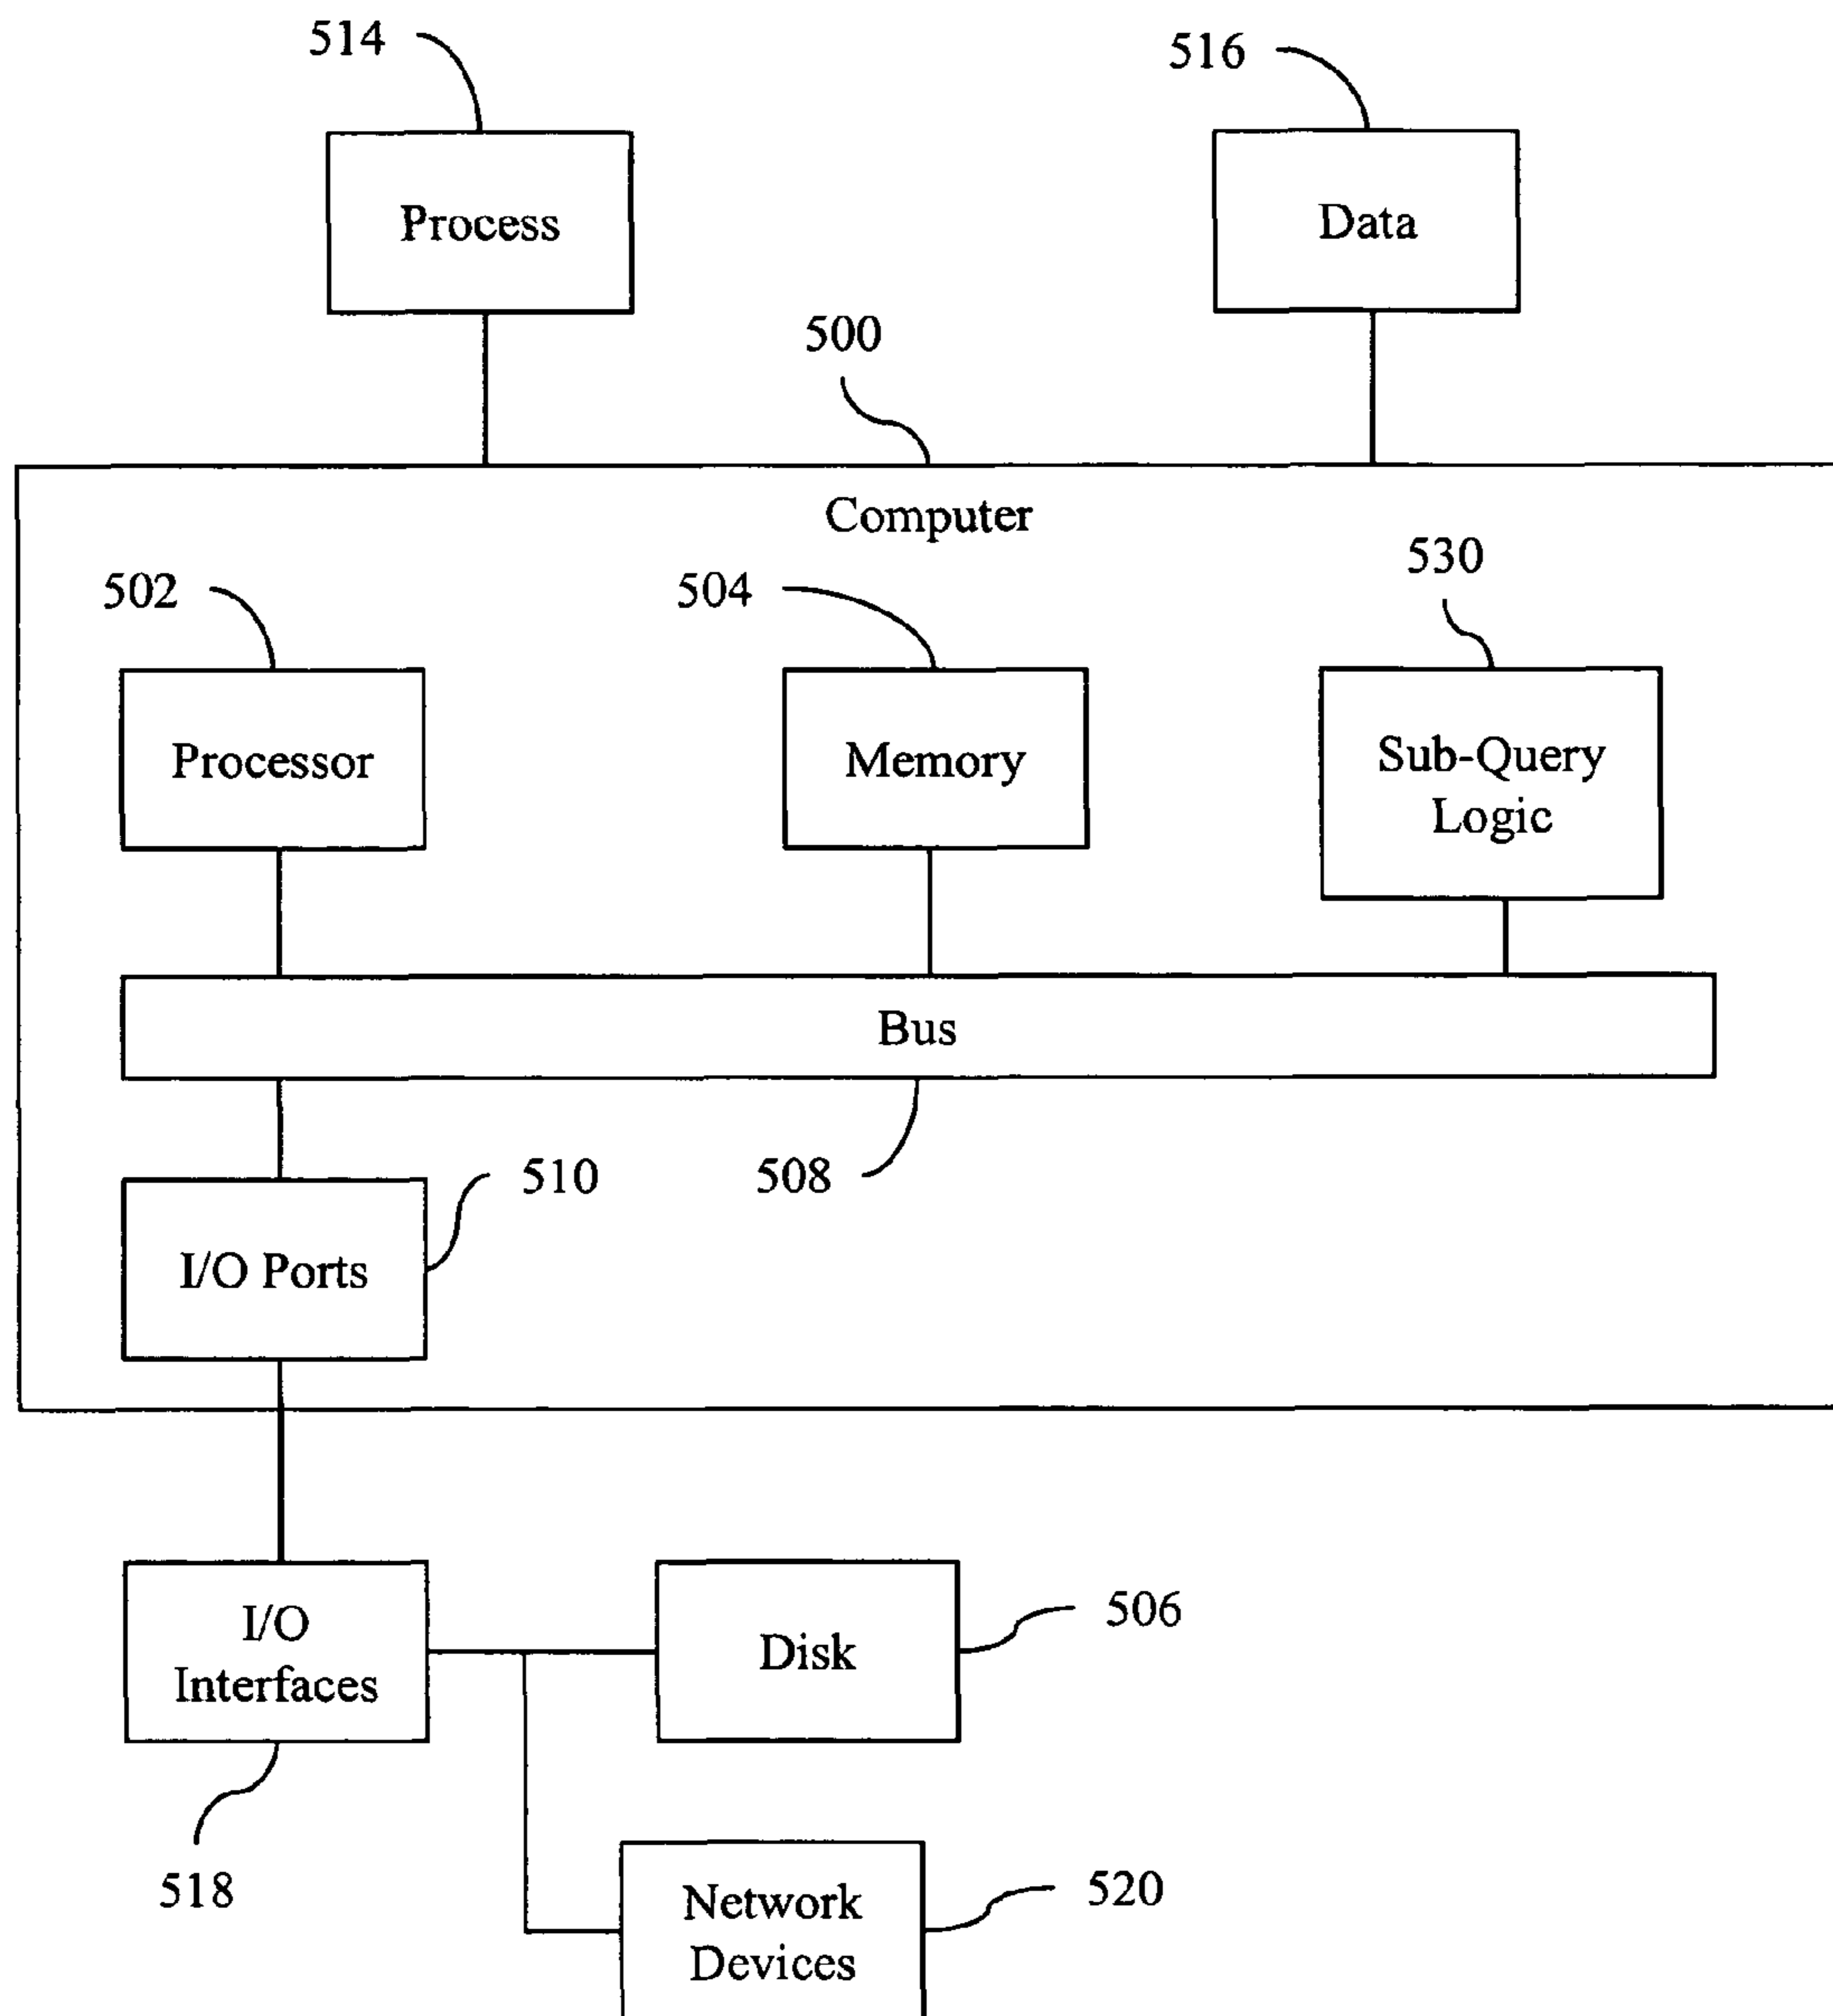 514
516
Process
Data
500
Computer
530
502
504
Processor
Memory
Sub-Query
Logic
Bus
510
508
I/O Ports
I/O
Interfaces
Disk
506
518
Network
Devices
520